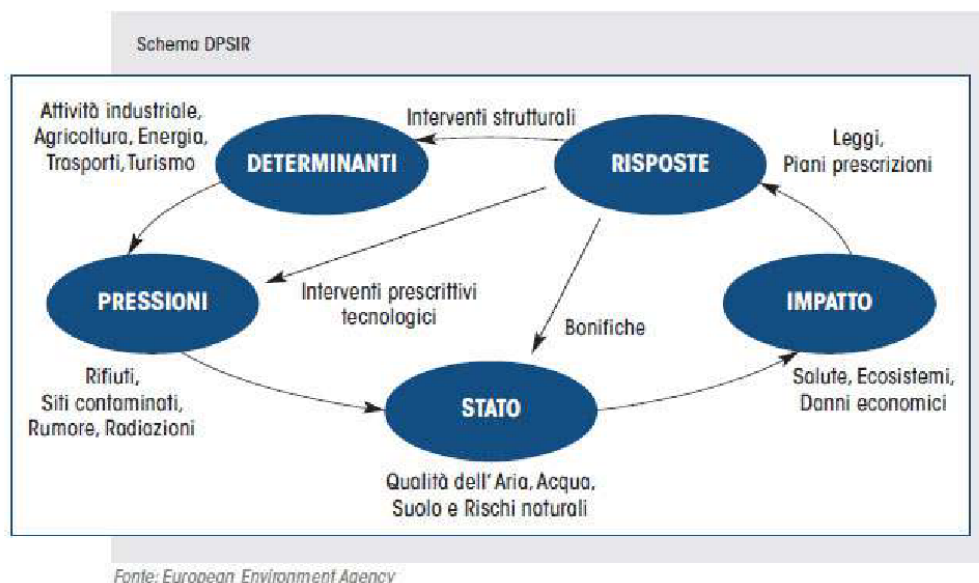 Schema DPSIR
Attività industriale,
Agricoltura, Energia,
Trasporti, Turismo
DETERMINANTI
Interventi strutturali
RISPOSTE
Leggi,
Piani prescrizioni
PRESSIONI
Interventi prescrittivi
tecnologici
Bonifiche
IMPATTO
Rifiuti,
Siti contaminati,
Rumore, Radiazioni
STATO
Salute, Ecosistemi,
Danni economici
Qualità dell'Aria, Acqua,
Suolo e Rischi naturali
Fonte: European Environment Agency